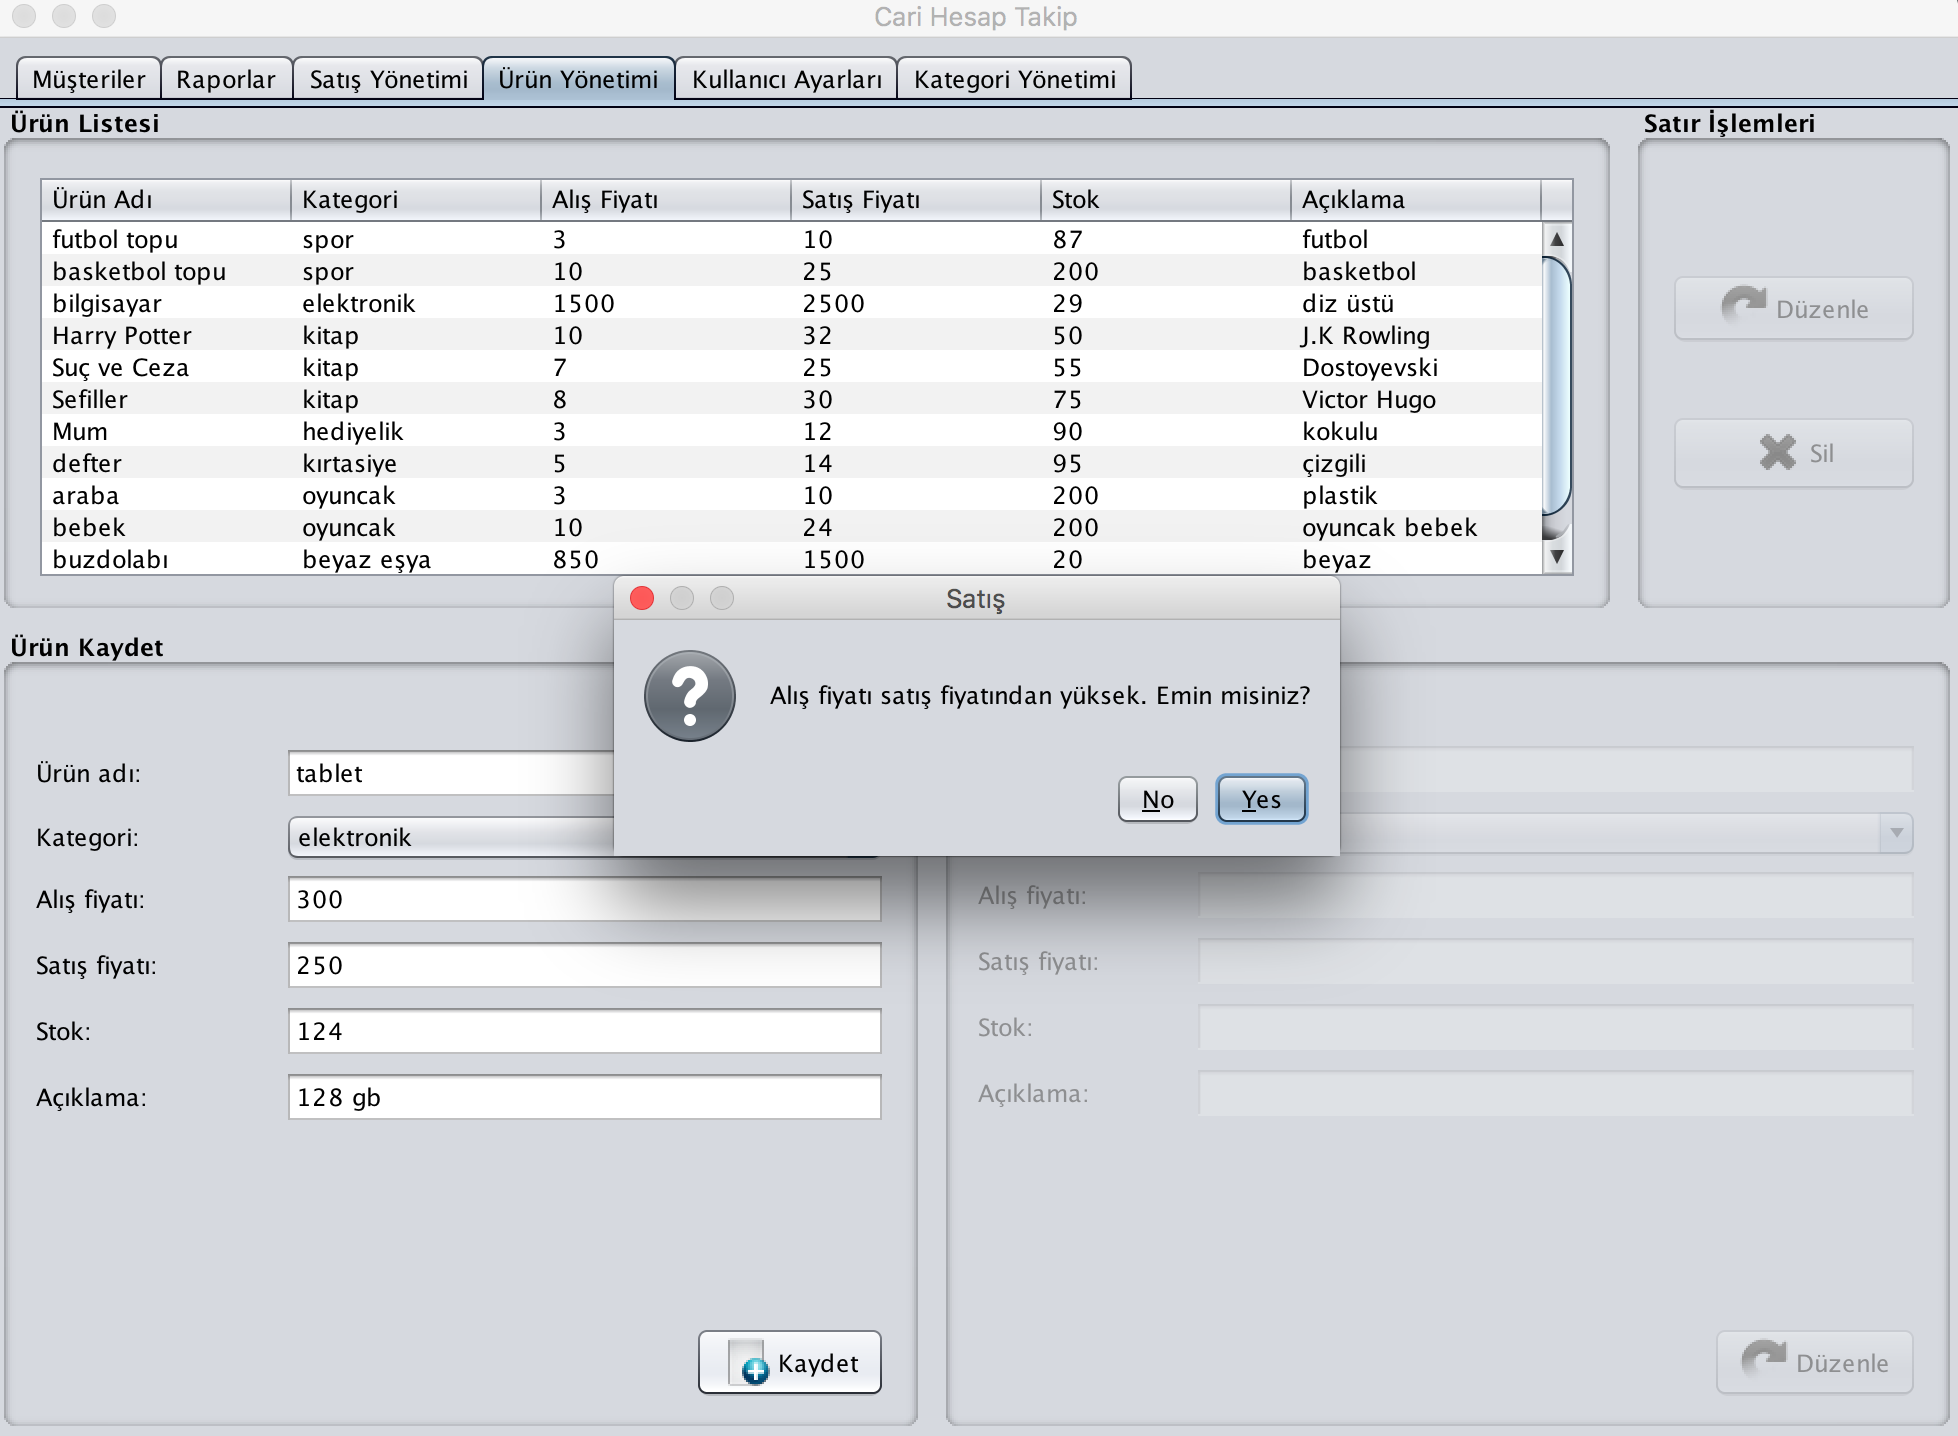 Cari Hesap Takip
Müşteriler Raporlar Satış Yönetimi Ürün Yönetimi Kullanıcı Ayarları Kategori Yönetimi
Ürün Listesi
Satır İşlemleri
Ürün Adı Kategori Alış Fiyatı Satış Fiyatı Stok Açıklama
futbol topu spor 3 10 87 futbol
basketbol topu spor 10 25 200 basketbol
bilgisayar elektronik 1500 2500 29 diz üstü
Harry Potter kitap 10 32 50 J.K Rowling
Suç ve Ceza kitap 7 25 55 Dostoyevski
Sefiller kitap 8 30 75 Victor Hugo
Mum hediyelik 3 12 90 kokulu
defter kırtasiye 5 14 95 çizgili
araba oyuncak 3 10 200 plastik
bebek oyuncak 10 24 200 oyuncak bebek
buzdolabı beyaz eşya 850 1500 20 beyaz
Düzenle
Sil
Satış
Alış fiyatı satış fiyatından yüksek. Emin misiniz?
No Yes
Ürün Kaydet
Ürün adı: tablet
Kategori: elektronik
Alış fiyatı: 300
Satış fiyatı: 250
Stok: 124
Açıklama: 128 gb
Kaydet
Alış fiyatı:
Satış fiyatı:
Stok:
Açıklama:
Düzenle